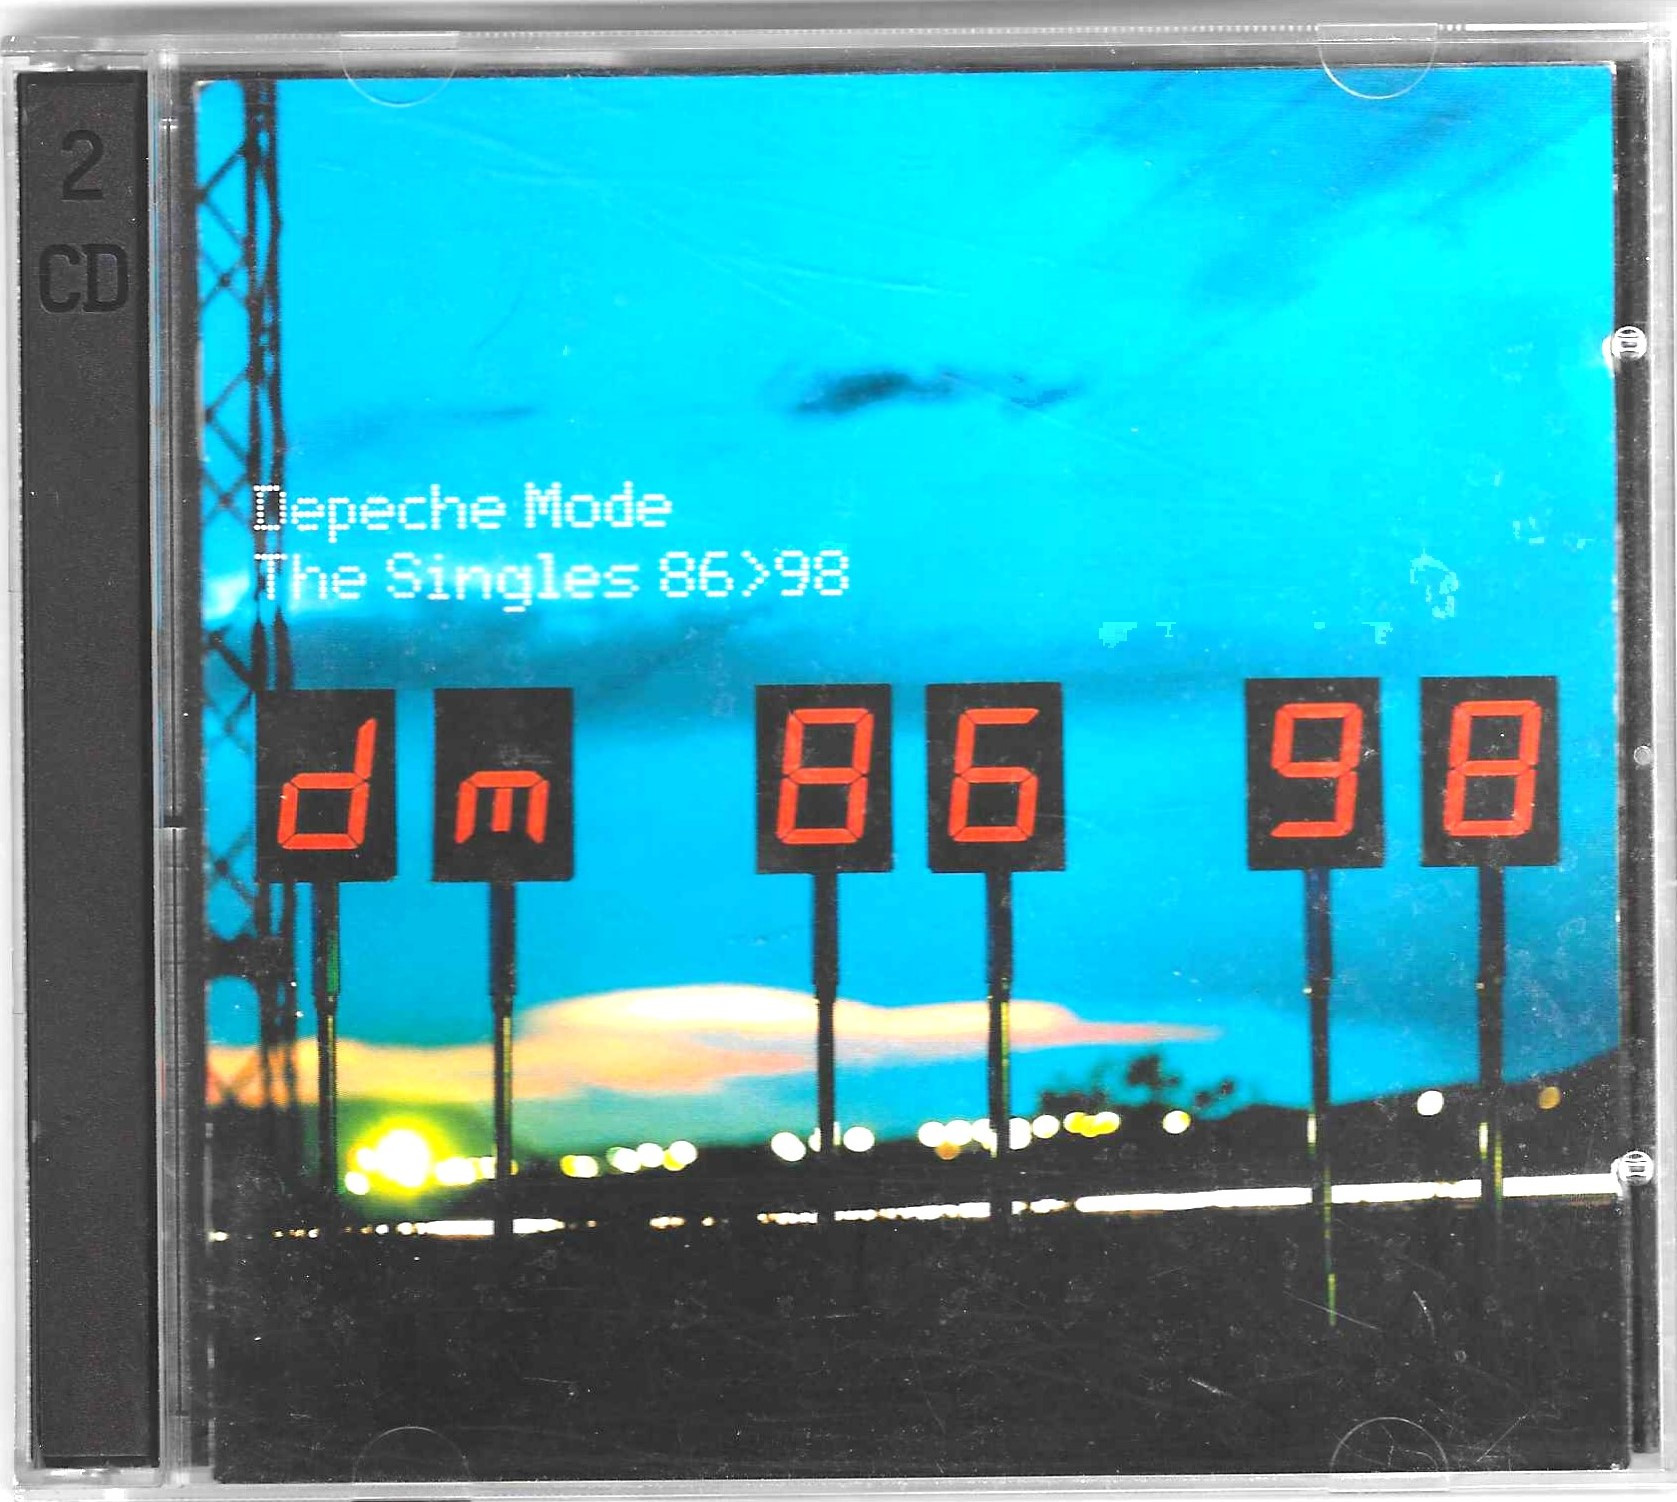 2
CD
Depeche Mode
The Singles 86>98
dm 86 98